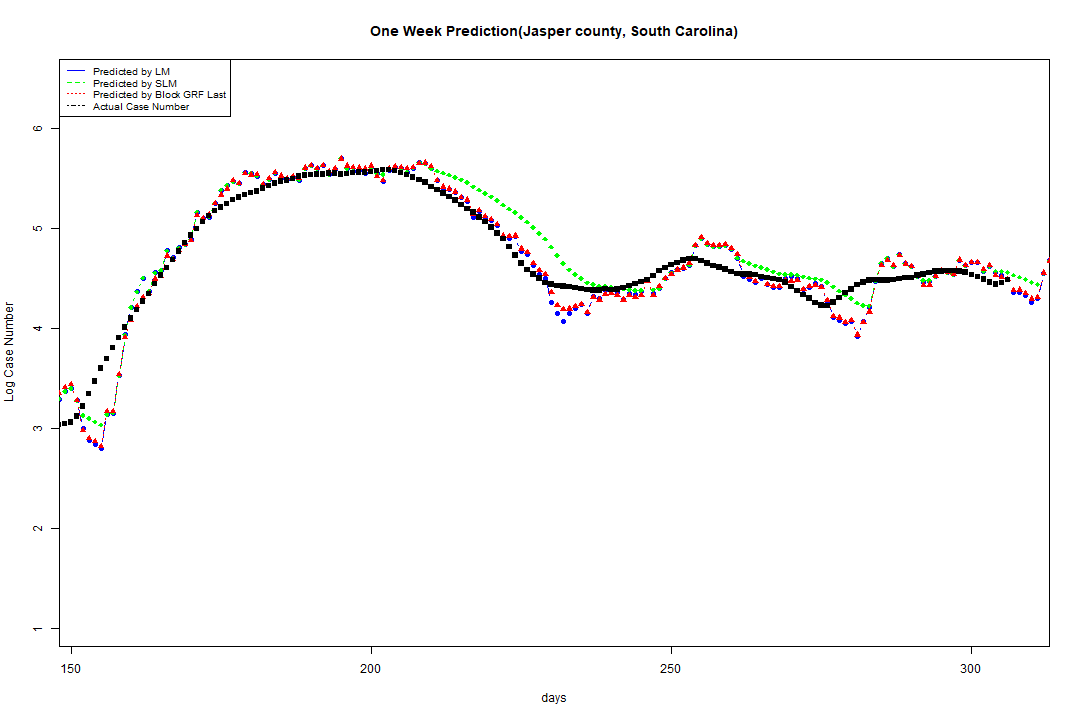 One Week Prediction(Jasper county, South Carolina)
Predicted by LM
Predicted by SLM
Predicted by Block GRF Last
Actual Case Number
6
5
4
3
2
1
Log Case Number
150 200 250 300
days